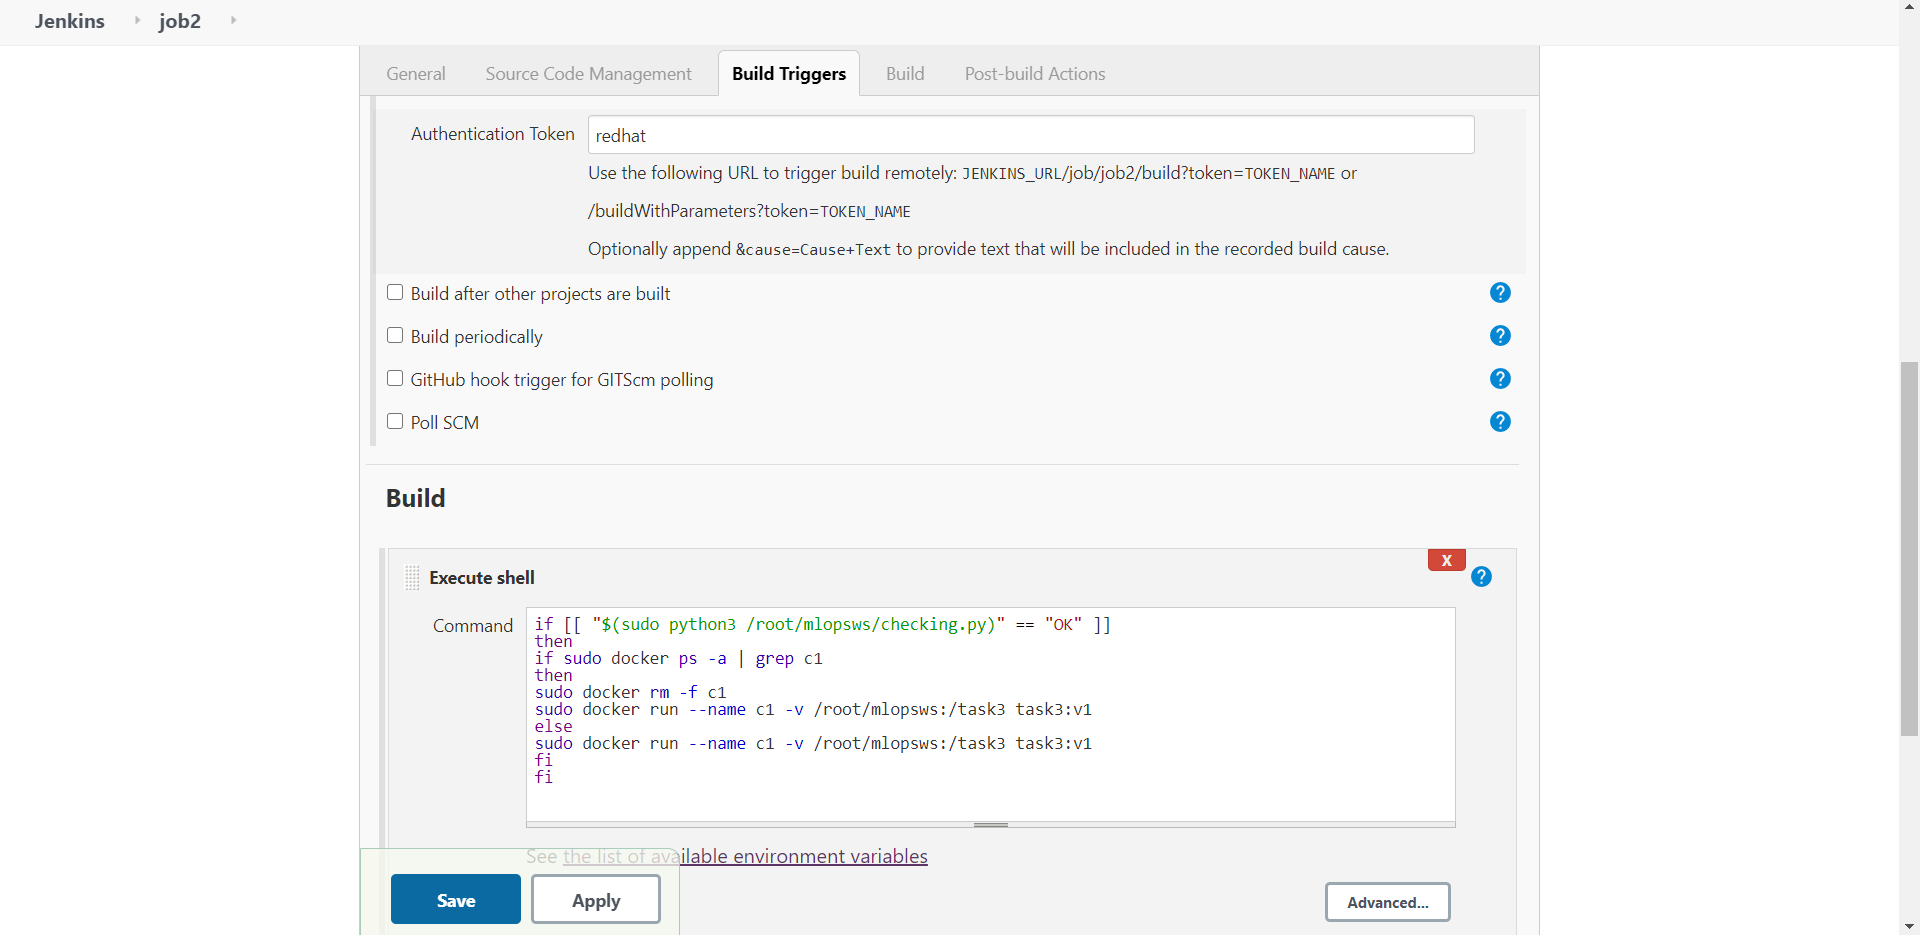 Jenkins job2
General Source Code Management Build Triggers Build Post-build Actions
Authentication Token redhat
Use the following URL to trigger build remotely: JENKINS_URL/job/job2/build?token=TOKEN_NAME or
/buildWithParameters?token=TOKEN_NAME
Optionally append &cause=Cause+Text to provide text that will be included in the recorded build cause.
Build after other projects are built ?
Build periodically ?
GitHub hook trigger for GITScm polling ?
Poll SCM ?
Build
X
Execute shell ?
Command
if [[ "$(sudo python3 /root/mlopsws/checking.py)" == "OK" ]]
then
if sudo docker ps -a | grep c1
then
sudo docker rm -f c1
sudo docker run --name c1 -v /root/mlopsws:/task3 task3:v1
else
sudo docker run --name c1 -v /root/mlopsws:/task3 task3:v1
fi
fi
See the list of available environment variables
Save Apply Advanced...